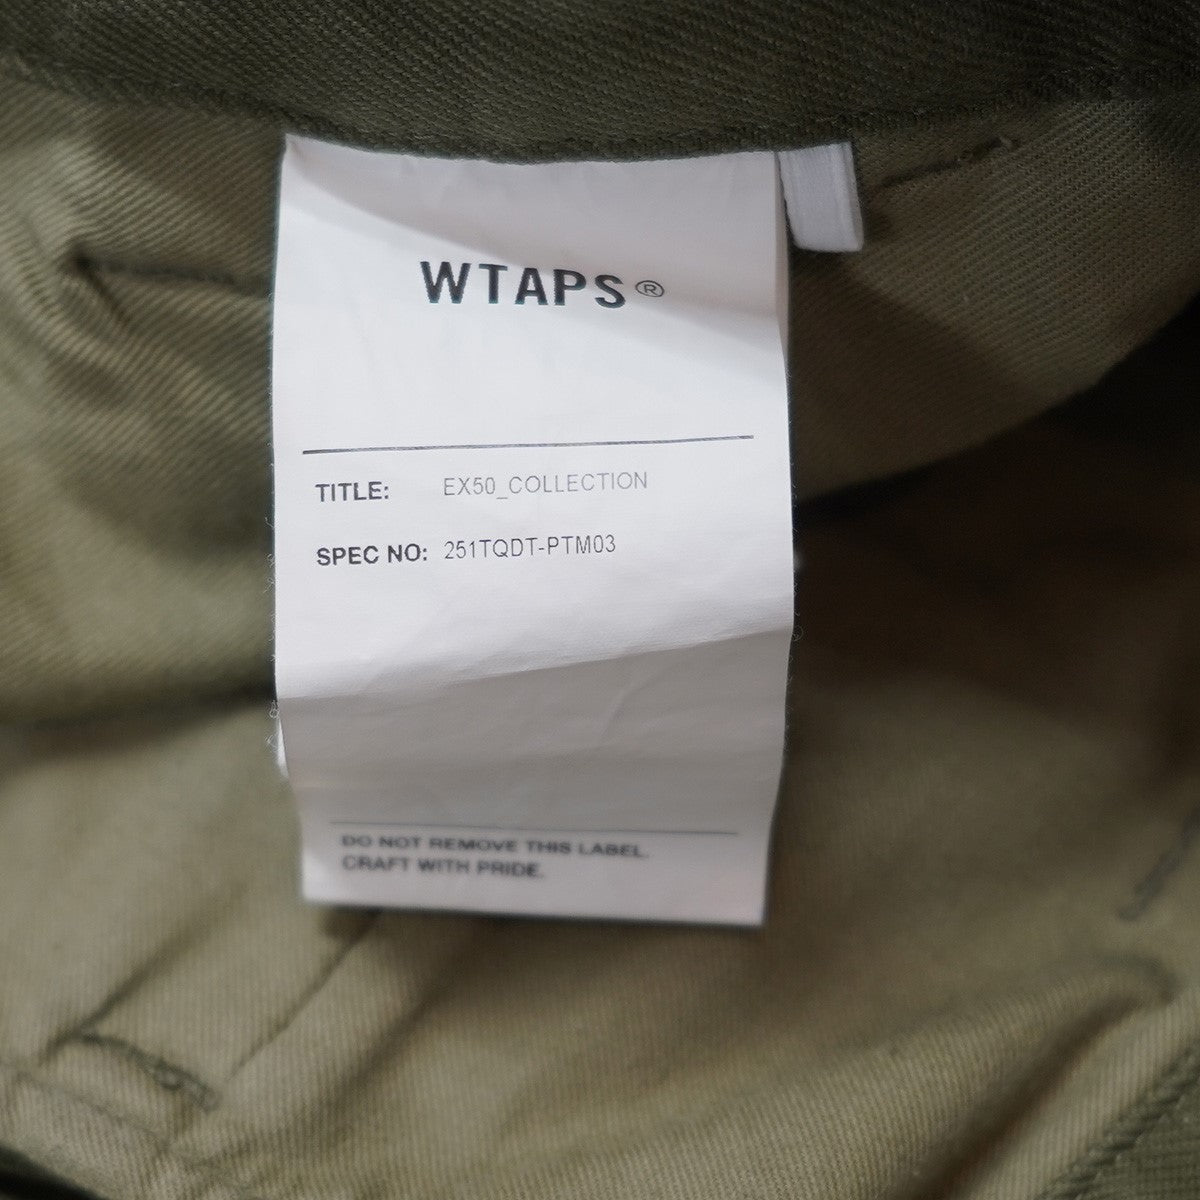 WTAPS®
TITLE: EX50_COLLECTION
SPEC NO: 251TQDT-PTM03
DO NOT REMOVE THIS LABEL.
CRAFT WITH PRIDE.